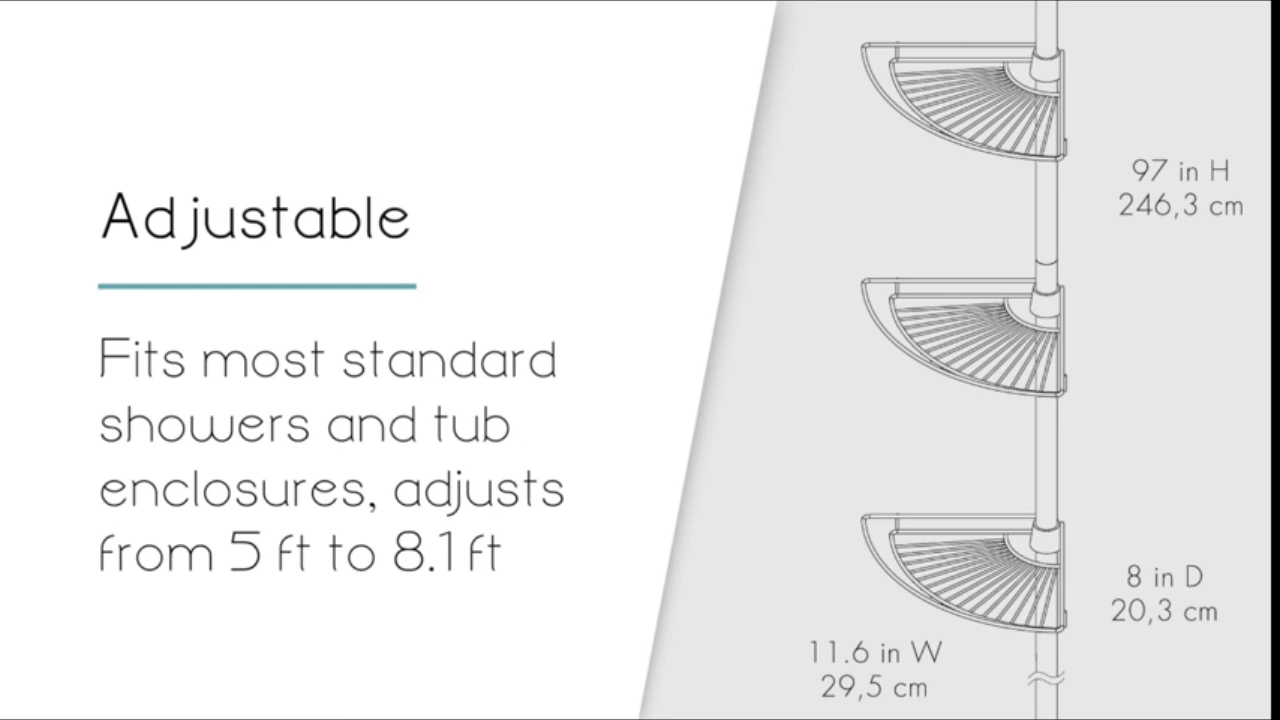 Adjustable
Fits most standard
showers and tub
enclosures, adjusts
from 5 ft to 8.1 ft
97 in H
246,3 cm
8 in D
20,3 cm
11.6 in W
29,5 cm